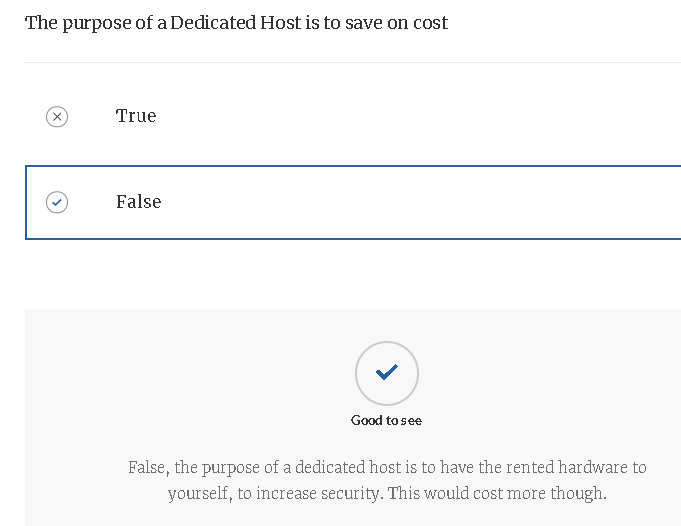 The purpose of a Dedicated Host is to save on cost
True
False
Good to see
False, the purpose of a dedicated host is to have the rented hardware to
yourself, to increase security. This would cost more though.